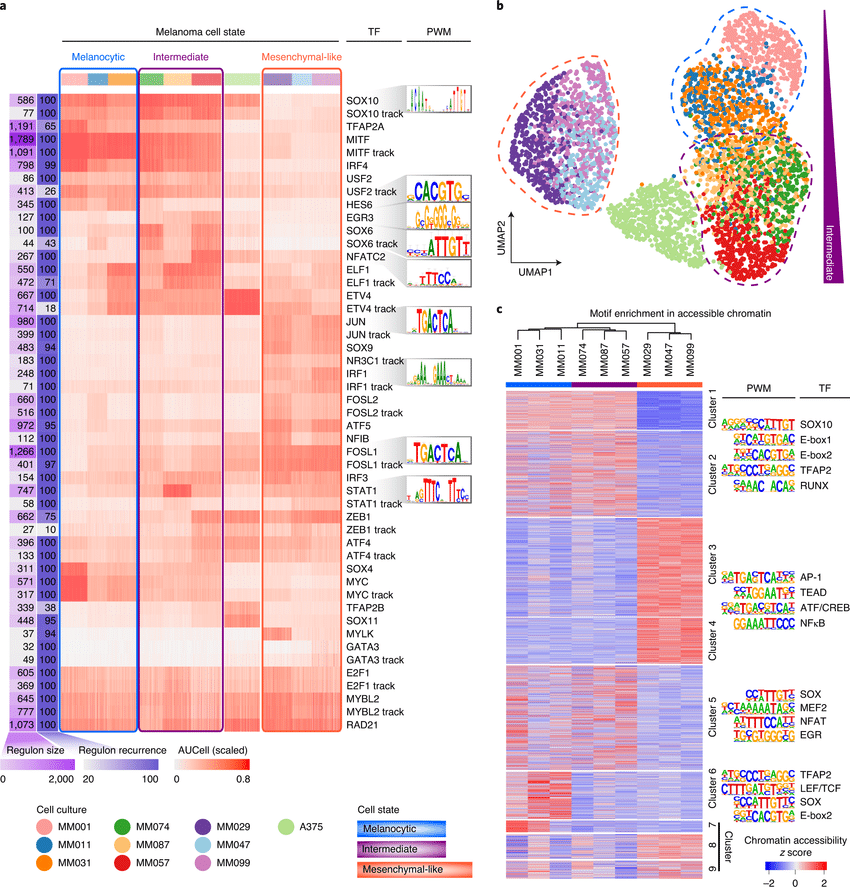 a
Melanoma cell state TF PWM
Melanocytic Intermediate Mesenchymal-like
586 100 SOX10
77 100 SOX10 track
1,191 65 TFAP2A
1,789 100 MITF
1,091 100 MITF track
798 99 IRF4
86 100 USF2
413 26 USF2 track
345 100 HES6
127 100 EGR3
100 100 SOX6
44 43 SOX6 track
267 100 NFATC2
550 100 ELF1
472 71 ELF1 track
667 100 ETV4
714 18 ETV4 track
980 100 JUN
399 100 JUN track
483 94 SOX9
183 100 NR3C1 track
248 100 IRF1
71 100 IRF1 track
660 100 FOSL2
516 100 FOSL2 track
972 95 ATF5
112 100 NFIB
1,266 100 FOSL1
401 97 FOSL1 track
154 100 IRF3
747 100 STAT1
58 100 STAT1 track
662 75 ZEB1
27 10 ZEB1 track
396 100 ATF4
133 100 ATF4 track
311 100 SOX4
571 100 MYC
317 100 MYC track
339 38 TFAP2B
448 95 SOX11
37 94 MYLK
32 100 GATA3
49 100 GATA3 track
605 100 E2F1
369 100 E2F1 track
645 100 MYBL2
777 100 MYBL2 track
1,073 100 RAD21
CACGTG
ATTGT
TTTCC
TGACTCA
TGACTCA
Regulon size Regulon recurrence AUCell (scaled)
0 2,000 20 100 0 0.8
Cell culture
MM001 MM074 MM029 A375
MM011 MM087 MM047
MM031 MM057 MM099
Cell state
Melanocytic
Intermediate
Mesenchymal-like
b
UMAP2
UMAP1
Intermediate
c
Motif enrichment in accessible chromatin
MM001 MM031 MM011 MM074 MM087 MM057 MM029 MM047 MM099
PWM TF
Cluster 1
Cluster 2
SOX10
E-box1
E-box2
TFAP2
RUNX
Cluster 3
Cluster 4
AP-1
TEAD
ATF/CREB
NFκB
GGAAATTCCC
Cluster 5
SOX
MEF2
NFAT
EGR
Cluster 6
TFAP2
LEF/TCF
SOX
E-box2
7
8
9
Cluster
Chromatin accessibility
z score
−2 0 2